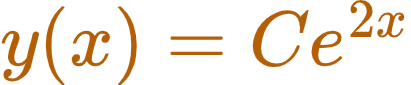 y(x) = Ce^{2x}